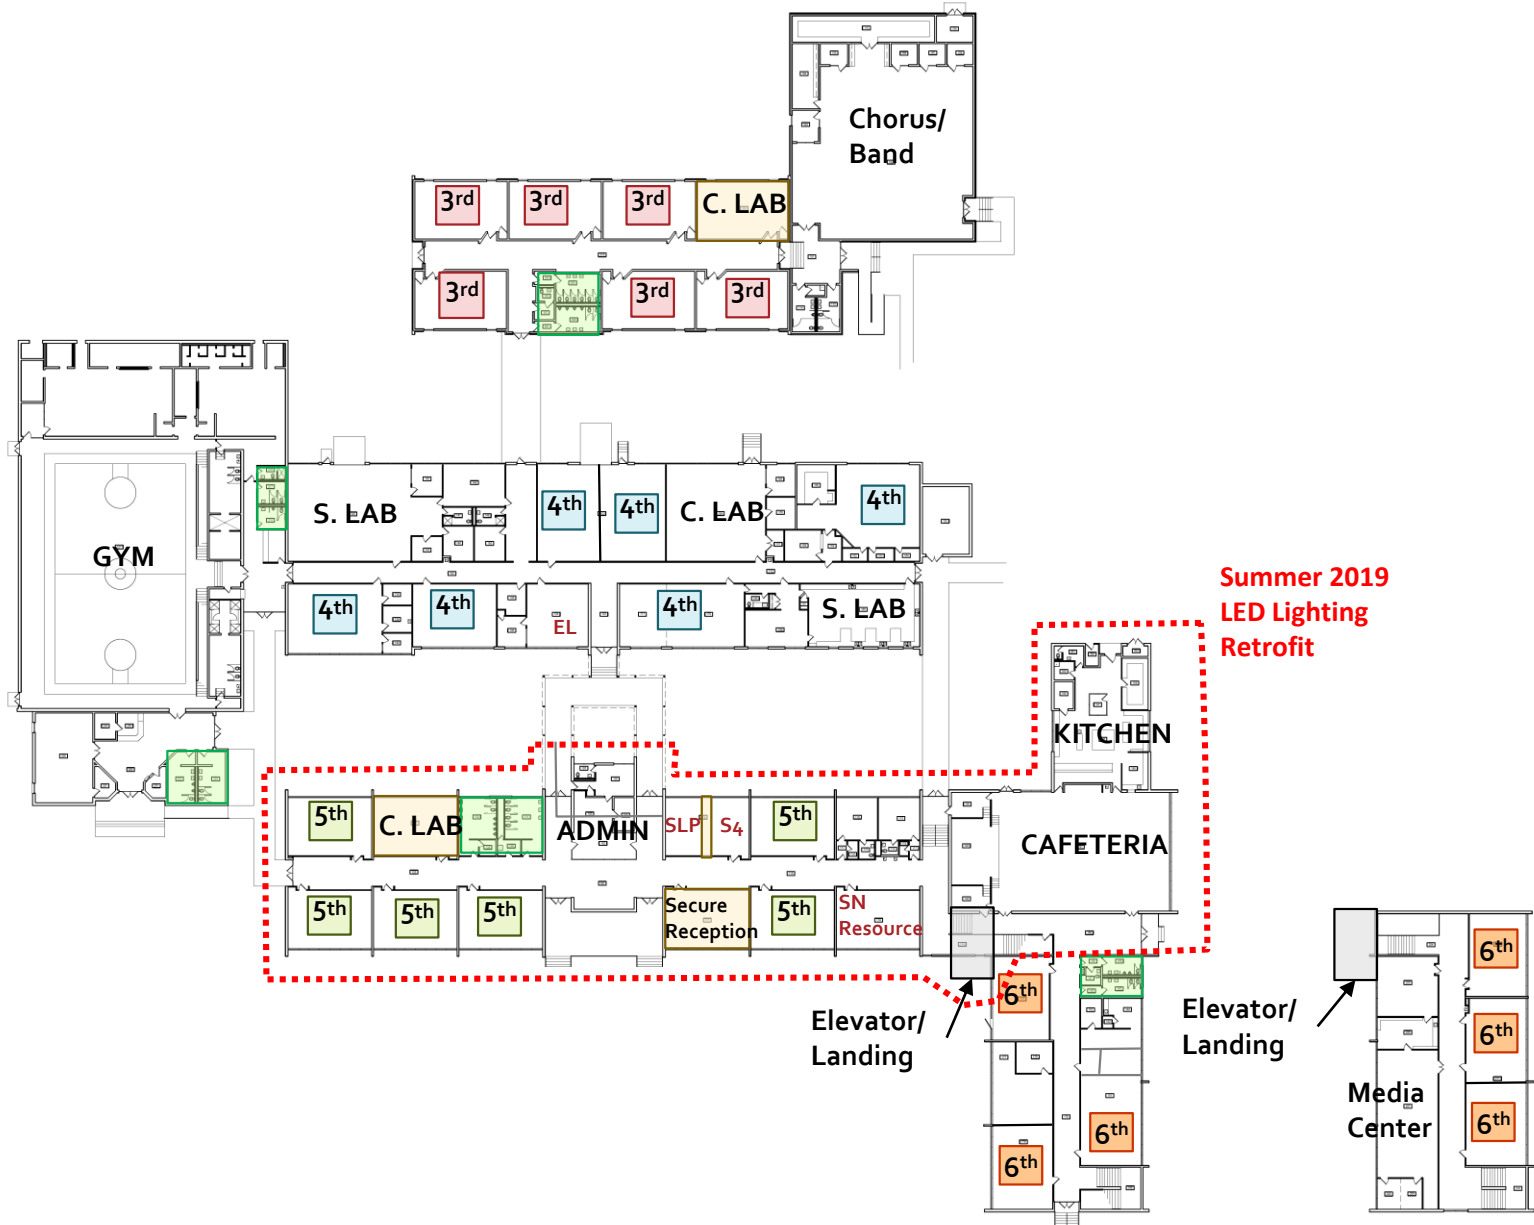 Chorus/
Band
3rd
3rd
3rd
C. LAB
3rd
3rd
3rd
S. LAB
4th
4th
C. LAB
4th
GYM
4th
4th
EL
4th
S. LAB
Summer 2019
LED Lighting
Retrofit
KITCHEN
5th
C. LAB
ADMIN
SLP
S4
5th
CAFETERIA
5th
5th
5th
Secure
Reception
5th
SN
Resource
6th
6th
Elevator/
Landing
Elevator/
Landing
6th
Media
Center
6th
6th
6th